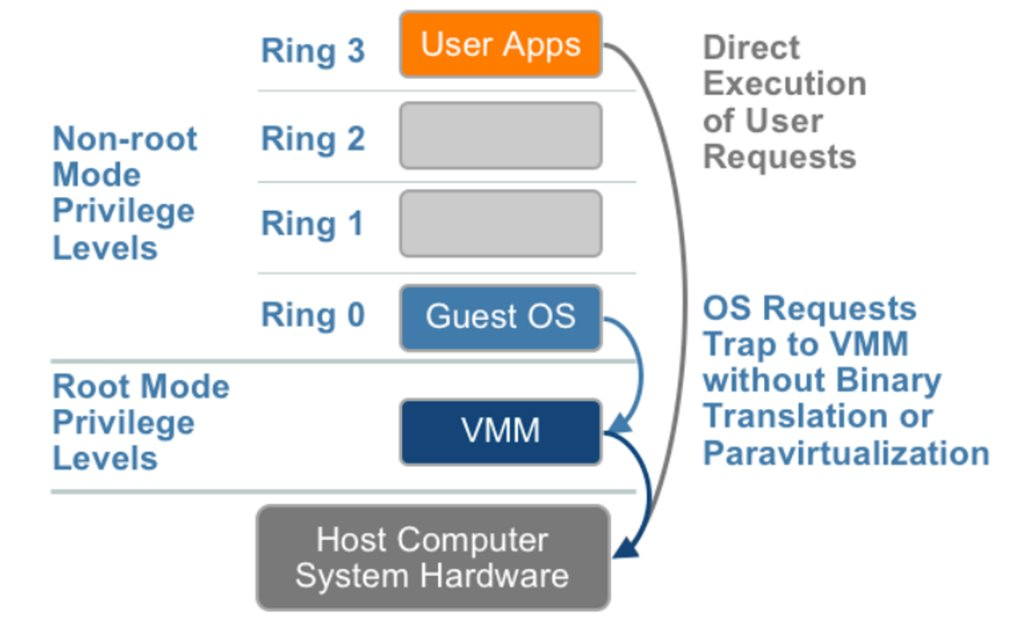 Ring 3
User Apps
Direct
Execution
of User
Requests
Non-root
Mode
Privilege
Levels
Ring 2
Ring 1
Ring 0
Guest OS
OS Requests
Trap to VMM
without Binary
Translation or
Paravirtualization
Root Mode
Privilege
Levels
VMM
Host Computer
System Hardware